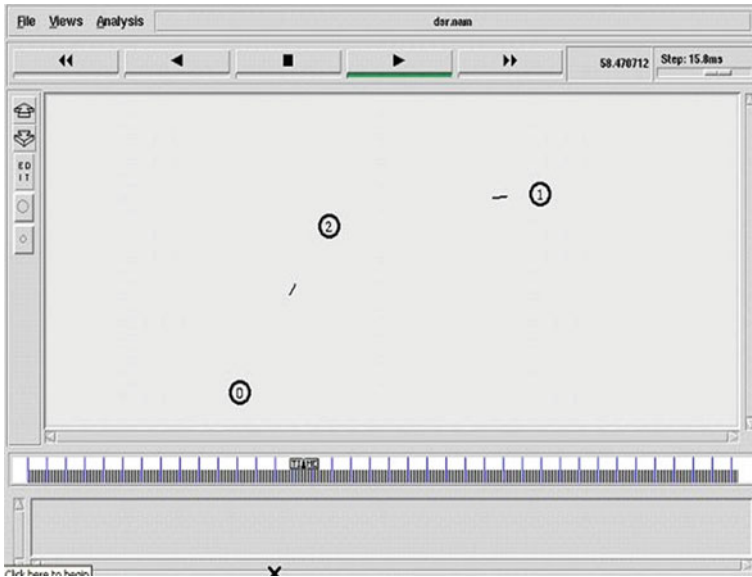 File Views Analysis dsr.nam
58.470712 Step: 15.8ms
ED
IT
1
2
0
TIME
Click here to begin